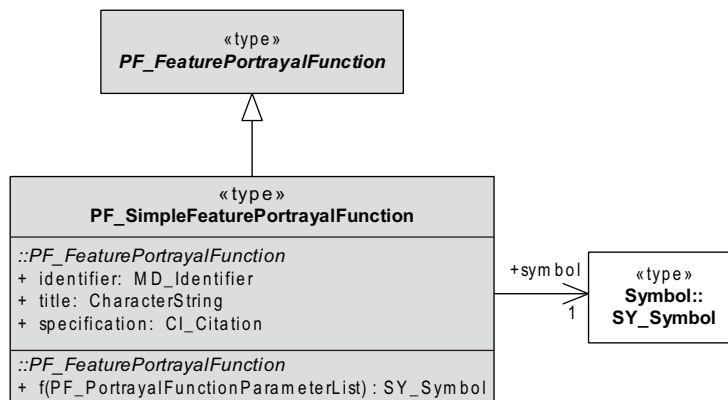 «type»
PF_FeaturePortrayalFunction
«type»
PF_SimpleFeaturePortrayalFunction
::PF_FeaturePortrayalFunction
+ identifier: MD_Identifier
+ title: CharacterString
+ specification: CI_Citation
::PF_FeaturePortrayalFunction
+ f(PF_PortrayalFunctionParameterList) : SY_Symbol
+symbol
1
«type»
Symbol::
SY_Symbol